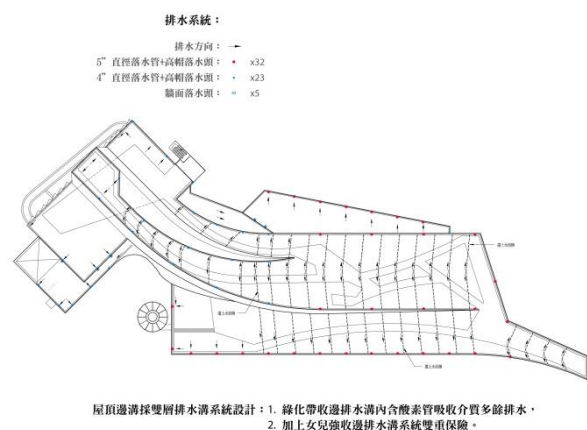 排水系統：
排水方向：
5” 直徑落水管+高帽落水頭： x32
4” 直徑落水管+高帽落水頭： x23
牆面落水頭： x5
屋頂邊溝採雙層排水溝系統設計：1. 綠化帶收邊排水溝內含酸素管吸收介質多餘排水，
2. 加上女兒強收邊排水溝系統雙重保險。